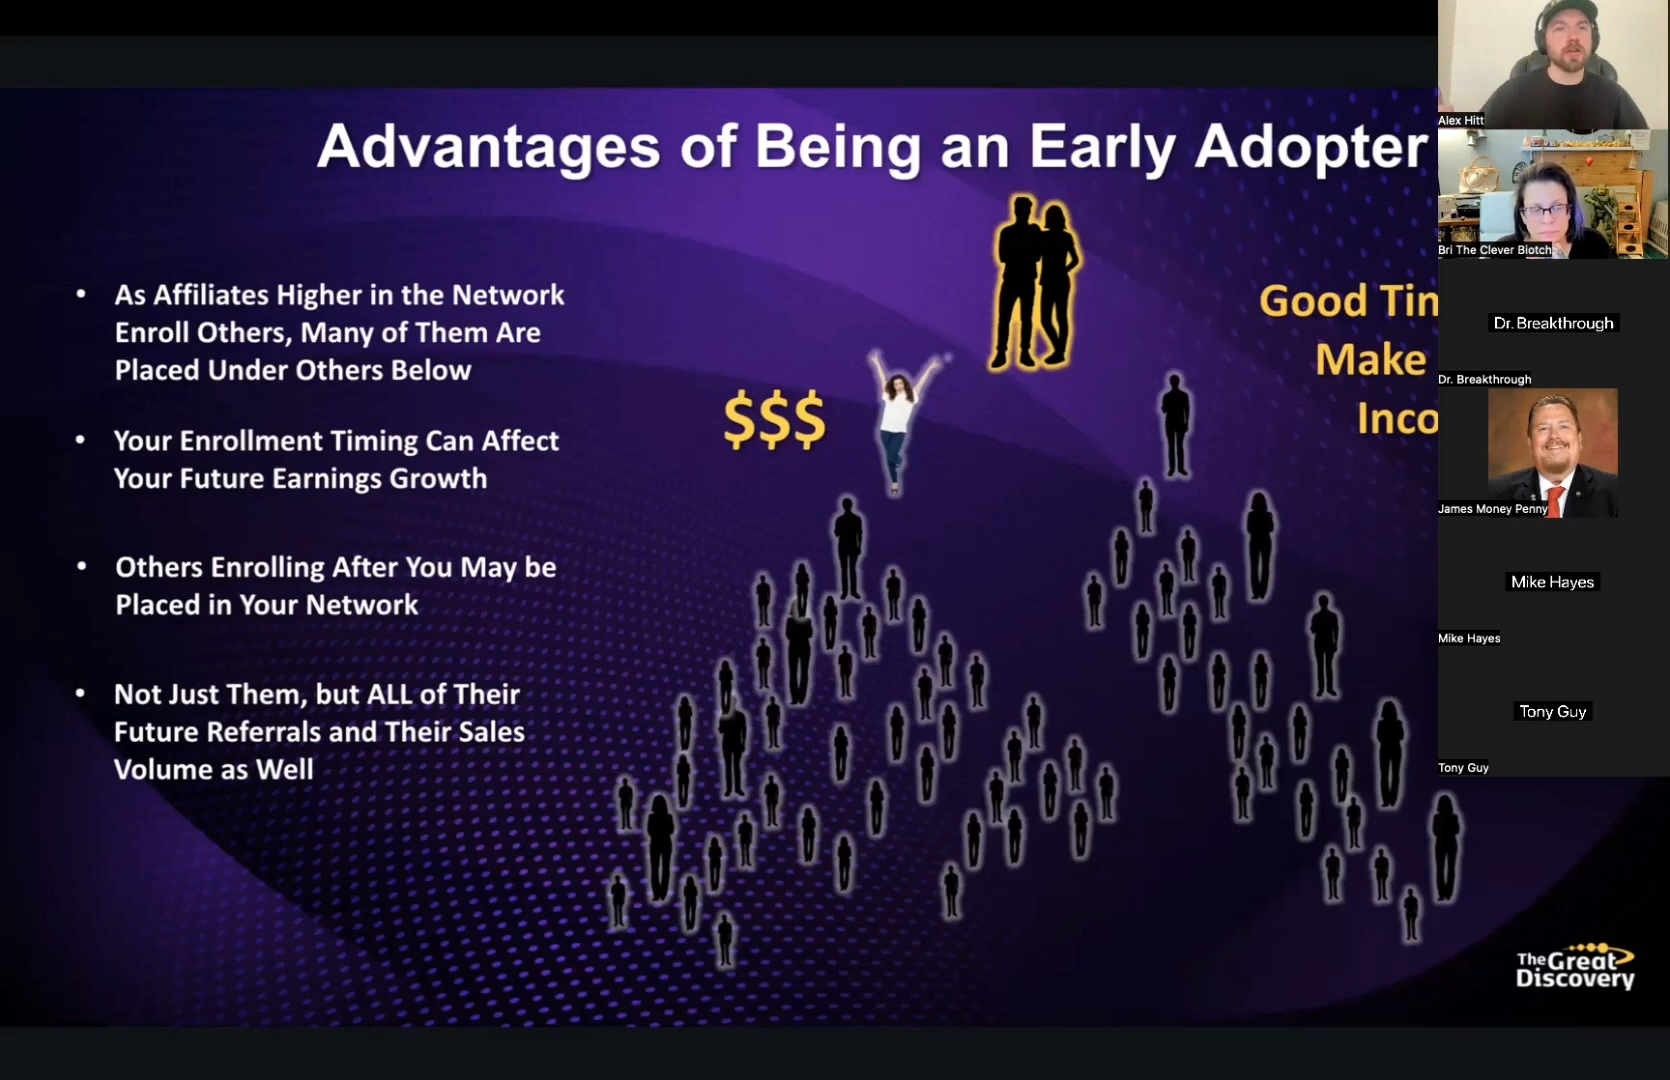 Advantages of Being an Early Adopter
• As Affiliates Higher in the Network
Enroll Others, Many of Them Are
Placed Under Others Below
• Your Enrollment Timing Can Affect
Your Future Earnings Growth
• Others Enrolling After You May be
Placed in Your Network
• Not Just Them, but ALL of Their
Future Referrals and Their Sales
Volume as Well
$$$
Good
Make
Alex Hitt
Bri The Clever Biotch
Dr. Breakthrough
Dr. Breakthrough
James Money Penny
Mike Hayes
Mike Hayes
Tony Guy
Tony Guy
The Great
Discovery